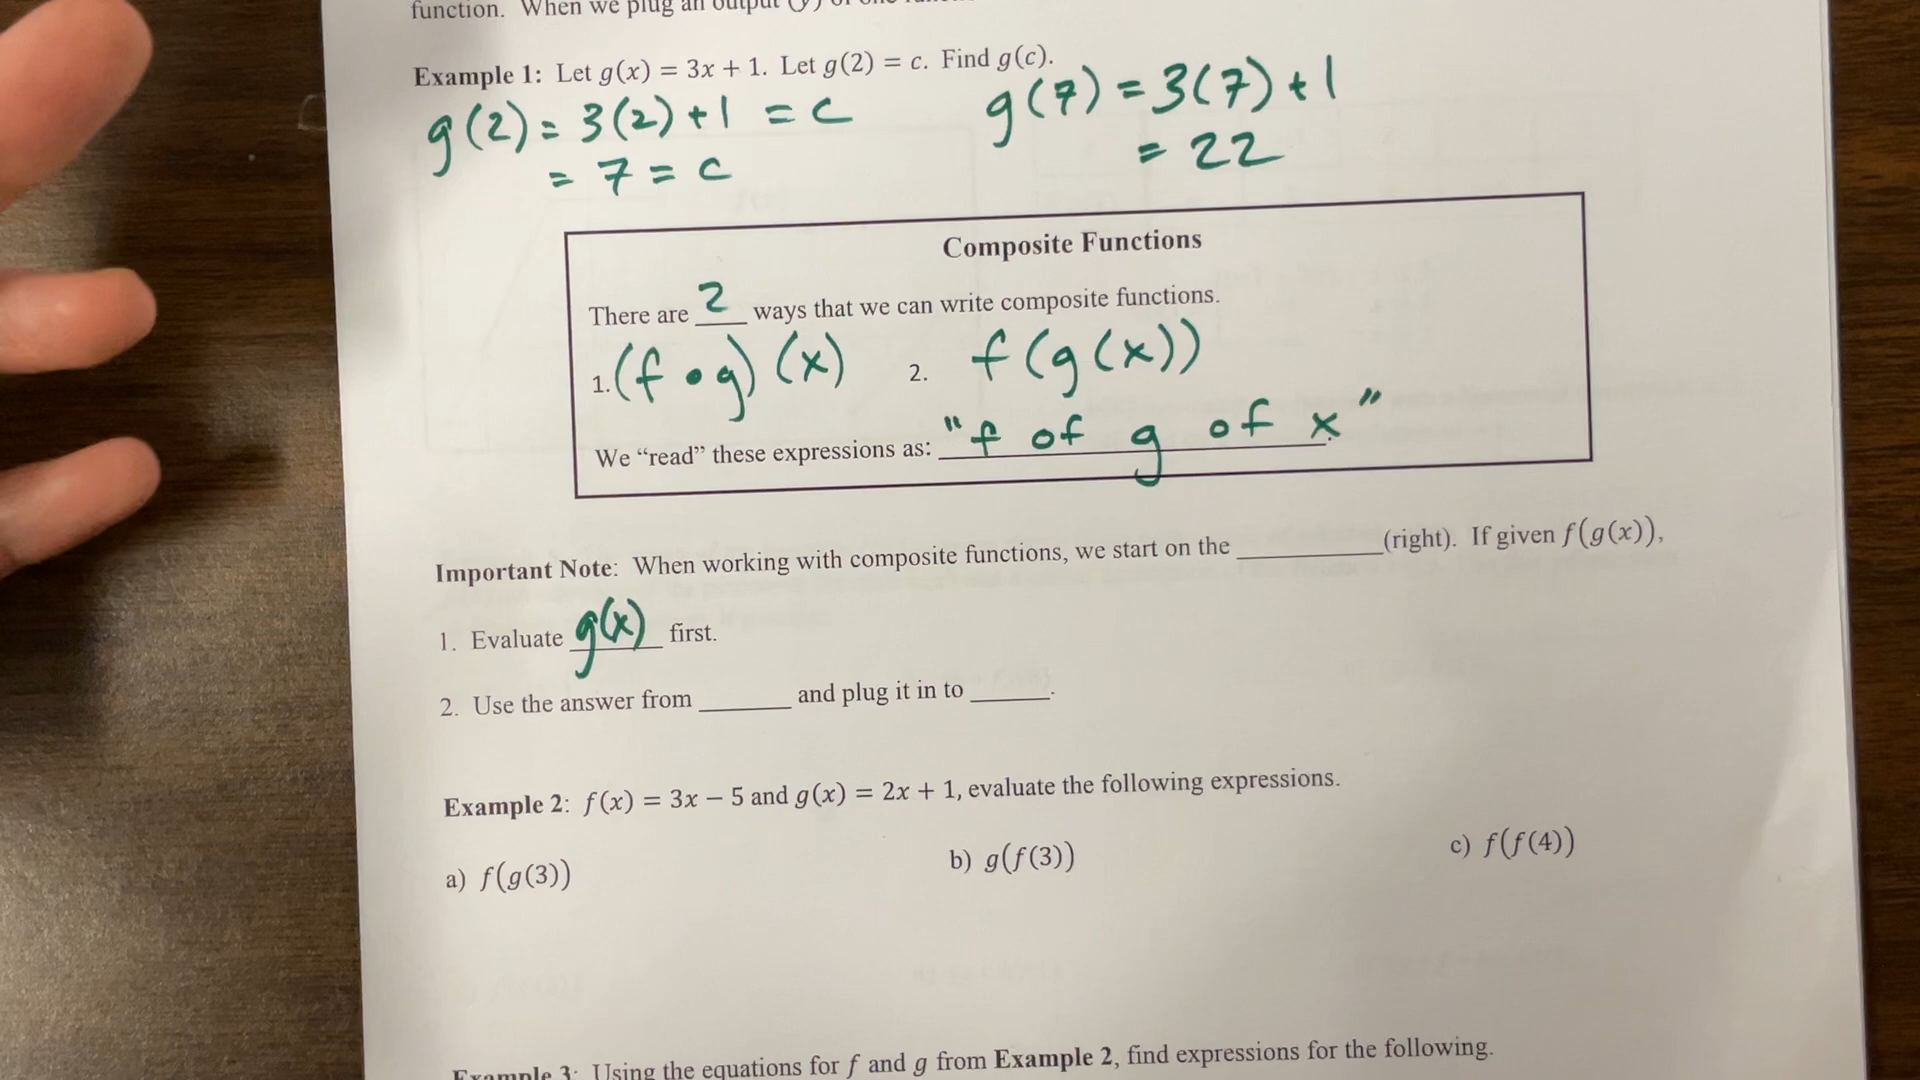 function. When we plug an output (y) of one
Example 1: Let g(x) = 3x + 1. Let g(2) = c. Find g(c).
g(2) = 3(2) + 1 = c
= 7 = c
g(7) = 3(7) + 1
= 22
Composite Functions
There are 2 ways that we can write composite functions.
1. (f ∘ g)(x) 2. f(g(x))
We “read” these expressions as: "f of g of x"
Important Note: When working with composite functions, we start on the __________(right). If given f(g(x)),
1. Evaluate g(x) first.
2. Use the answer from ______ and plug it in to _____.
Example 2: f(x) = 3x − 5 and g(x) = 2x + 1, evaluate the following expressions.
a) f(g(3)) b) g(f(3)) c) f(f(4))
Example 3: Using the equations for f and g from Example 2, find expressions for the following.